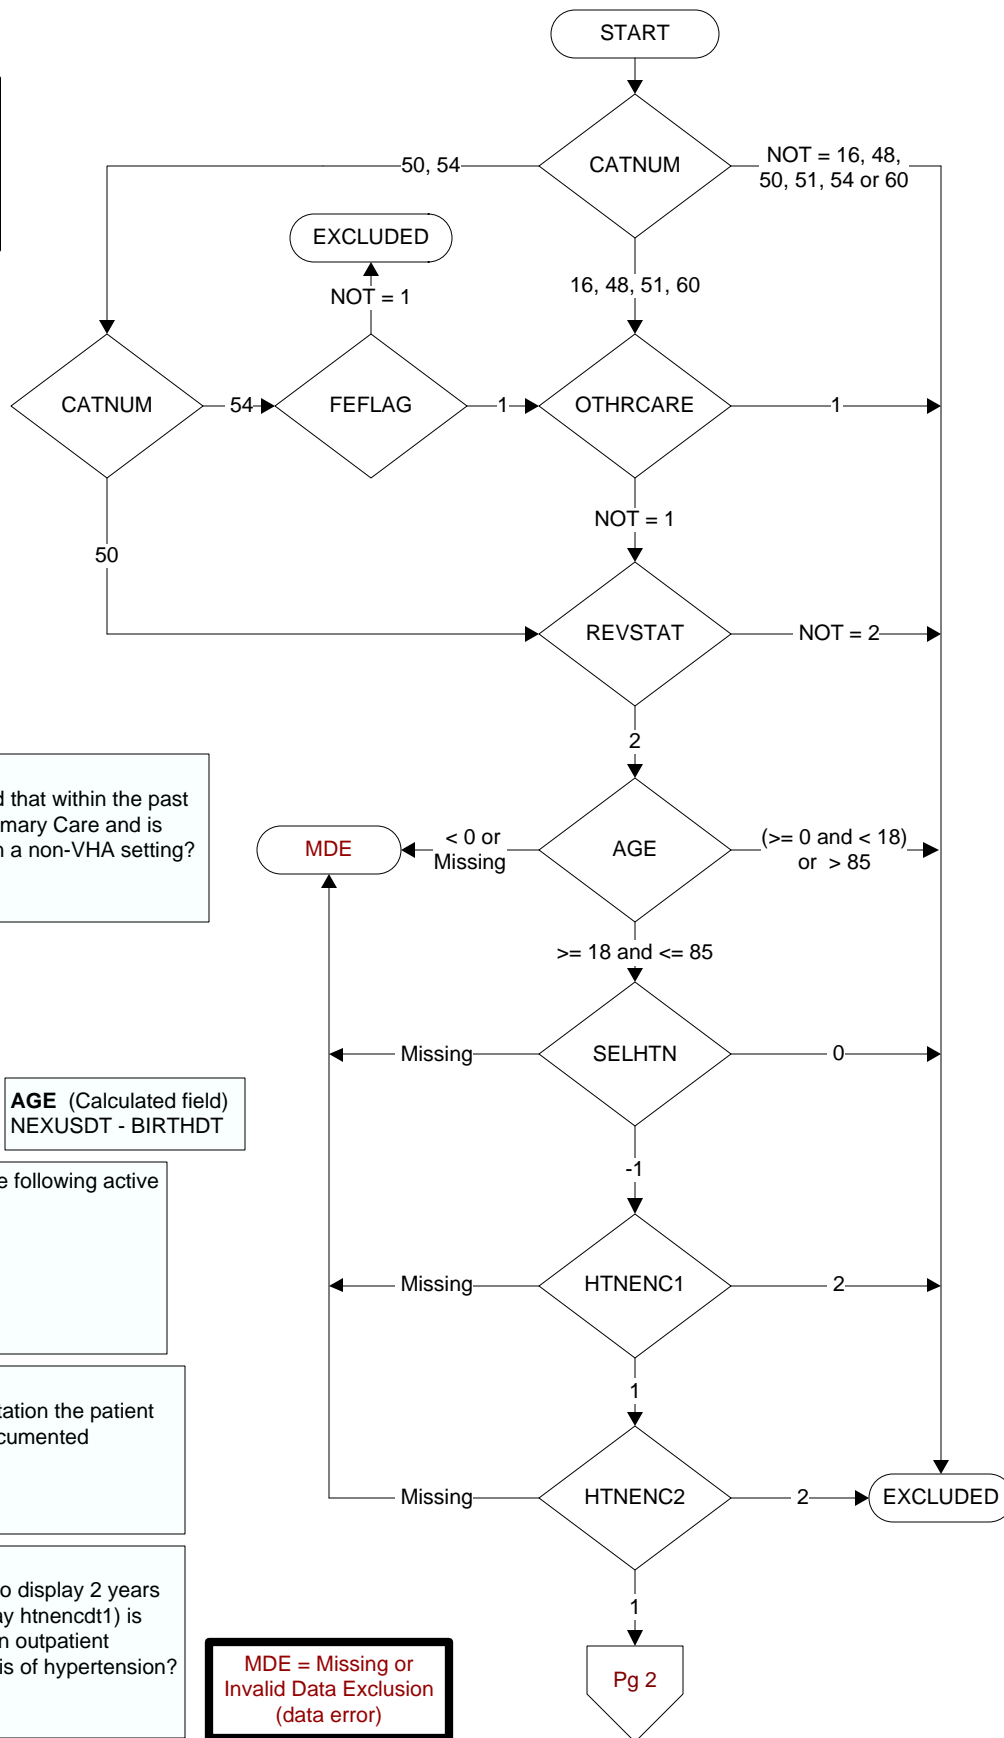 START
CATNUM
50, 54
NOT = 16, 48,
50, 51, 54 or 60
EXCLUDED
NOT = 1
16, 48, 51, 60
CATNUM
54
FEFLAG
1
OTHRCARE
1
NOT = 1
50
REVSTAT
NOT = 2
2
d that within the past
mary Care and is
n a non-VHA setting?
MDE
< 0 or
Missing
AGE
(>= 0 and < 18)
or > 85
>= 18 and <= 85
Missing
SELHTN
0
AGE (Calculated field)
NEXUSDT - BIRTHDT
-1
e following active
Missing
HTNENC1
2
1
tation the patient
cumented
Missing
HTNENC2
2
EXCLUDED
o display 2 years
ay htnencdt1) is
n outpatient
is of hypertension?
1
MDE = Missing or
Invalid Data Exclusion
(data error)
Pg 2